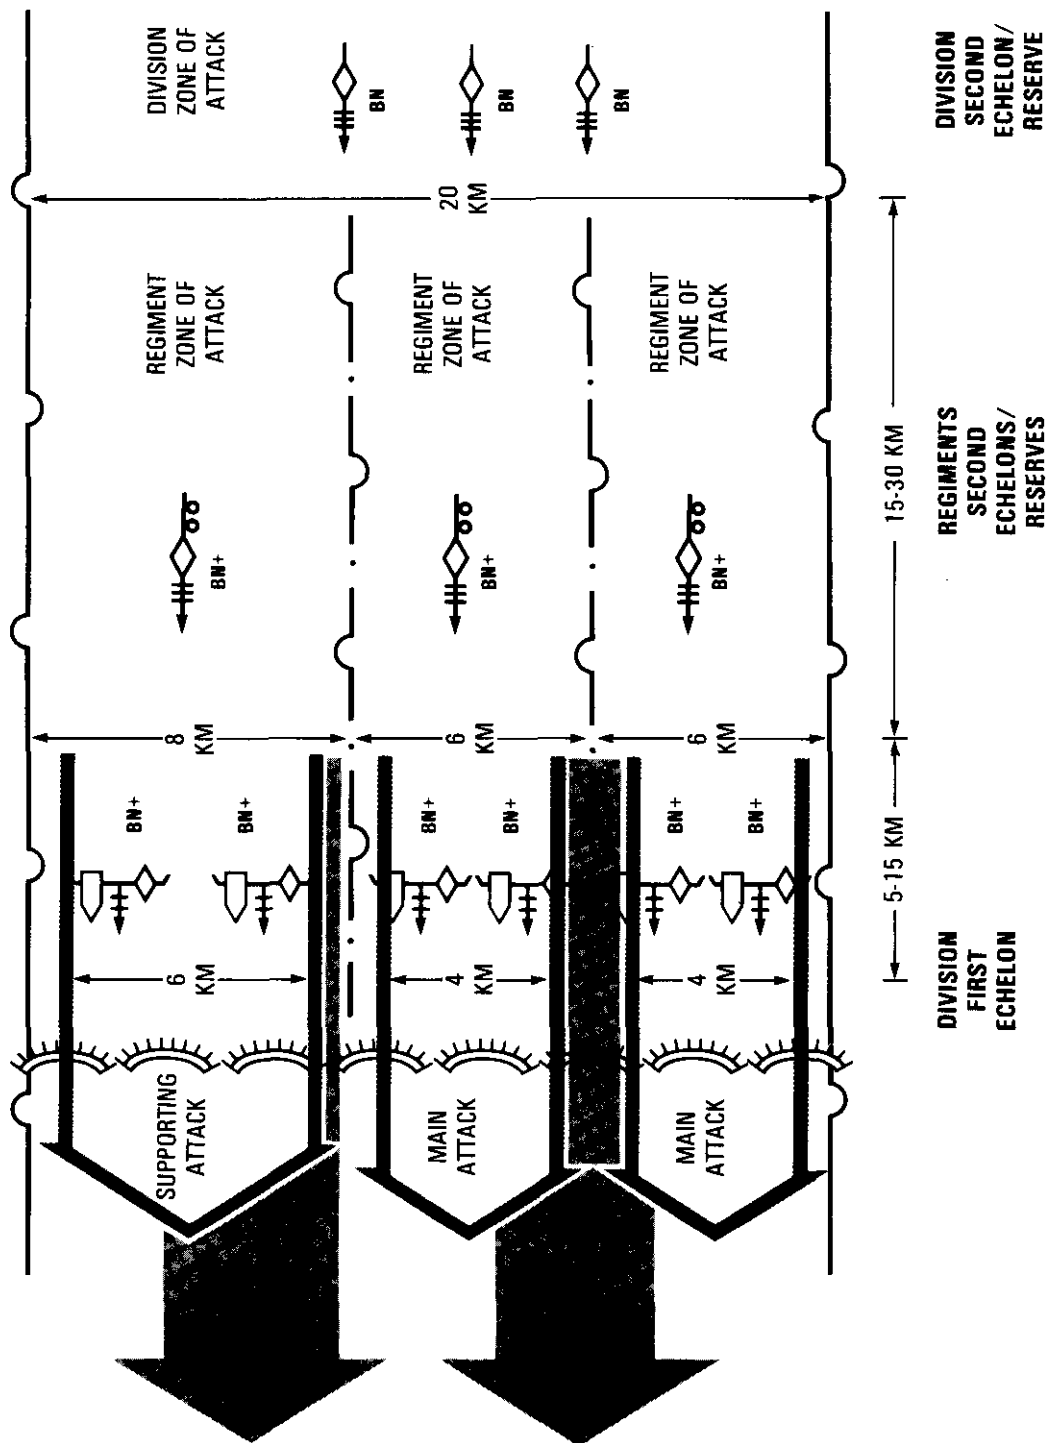 DIVISION
ZONE OF
ATTACK
BN
BN
BN
20
KM
REGIMENT
ZONE OF
ATTACK
REGIMENT
ZONE OF
ATTACK
REGIMENT
ZONE OF
ATTACK
BN+
BN+
BN+
8
KM
6
KM
6
KM
BN+
BN+
BN+
BN+
BN+
BN+
6
KM
4
KM
4
KM
SUPPORTING
ATTACK
MAIN
ATTACK
MAIN
ATTACK
15-30 KM
5-15 KM
DIVISION
SECOND
ECHELON/
RESERVE
REGIMENTS
SECOND
ECHELONS/
RESERVES
DIVISION
FIRST
ECHELON